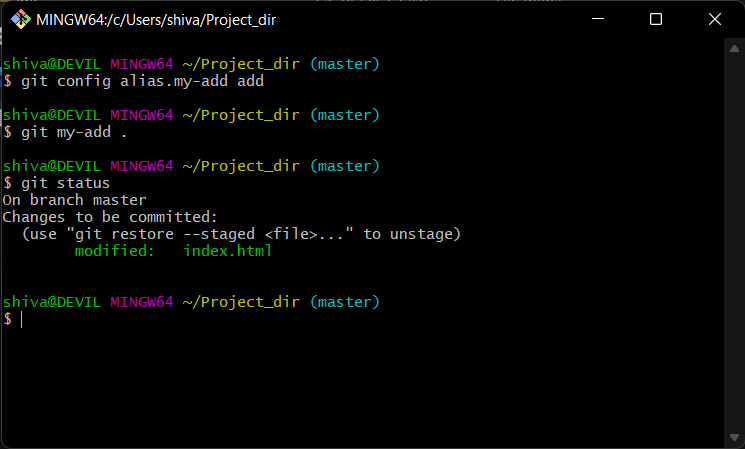 MINGW64:/c/Users/shiva/Project_dir
shiva@DEVIL MINGW64 ~/Project_dir (master)
$ git config alias.my-add add
shiva@DEVIL MINGW64 ~/Project_dir (master)
$ git my-add .
shiva@DEVIL MINGW64 ~/Project_dir (master)
$ git status
On branch master
Changes to be committed:
  (use "git restore --staged <file>..." to unstage)
        modified:   index.html
shiva@DEVIL MINGW64 ~/Project_dir (master)
$